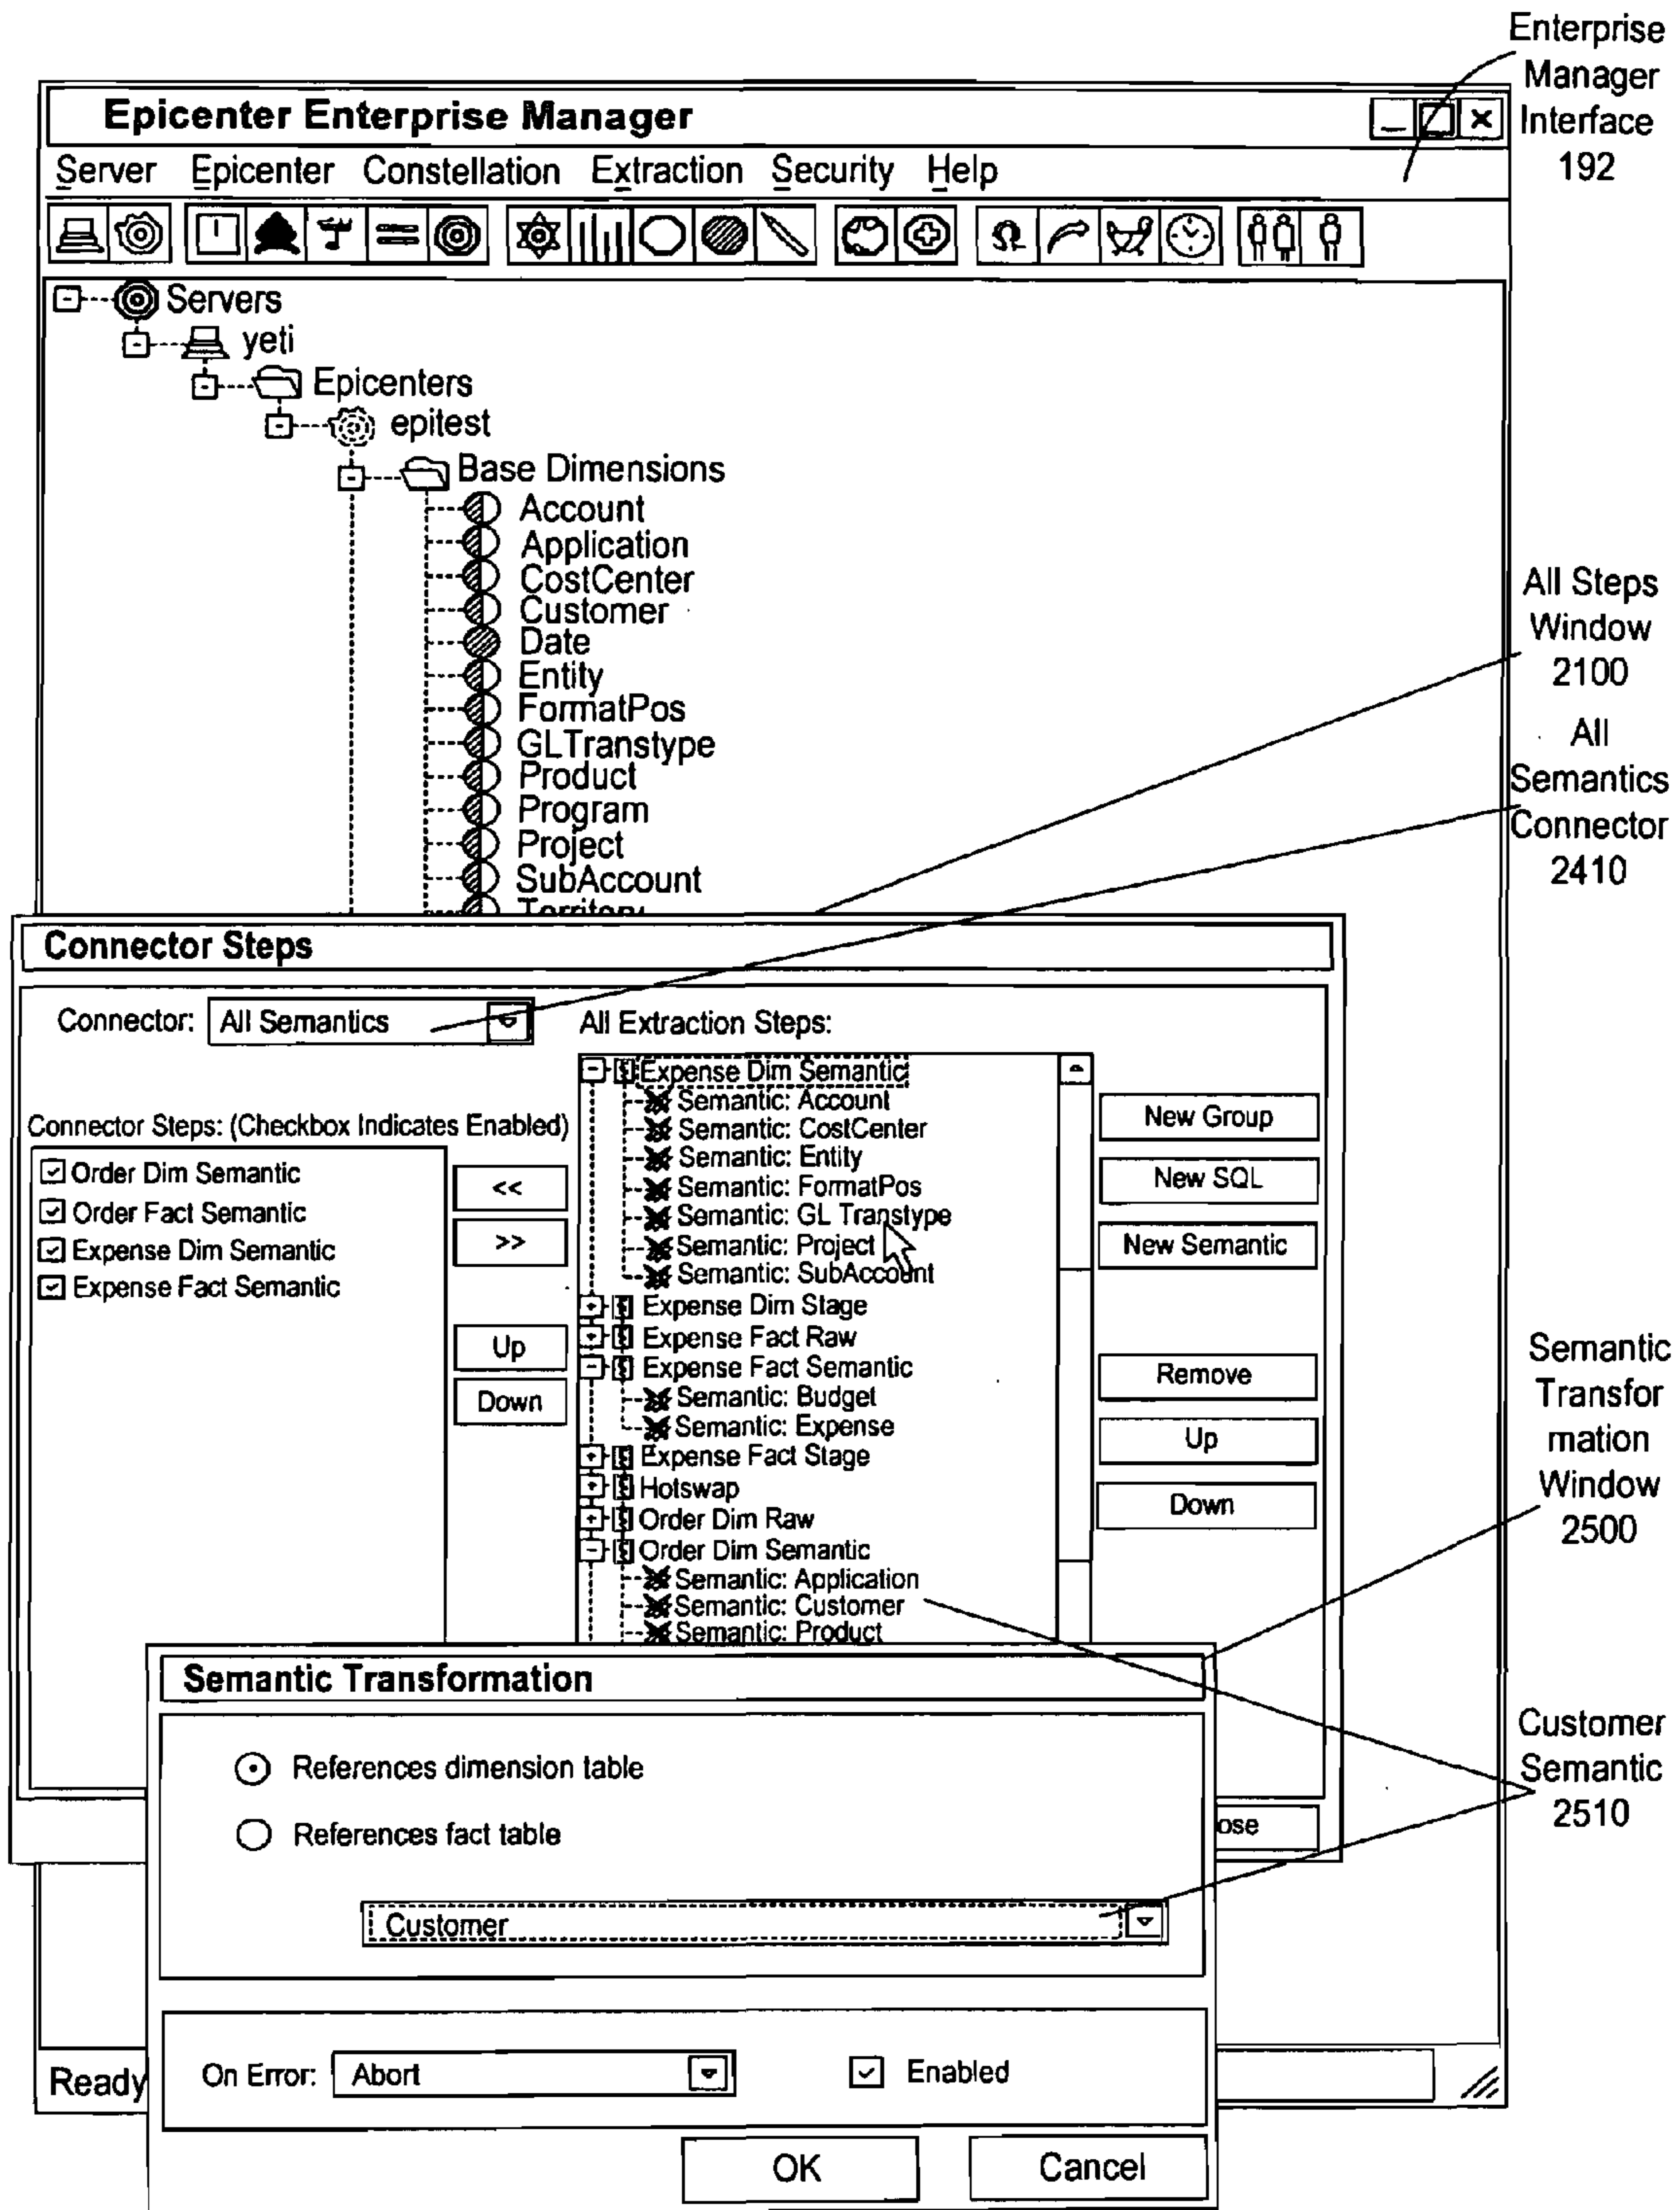 Enterprise
Manager
Interface
192
Epicenter Enterprise Manager
Server Epicenter Constellation Extraction Security Help
Servers
yeti
Epicenters
epitest
Base Dimensions
Account
Application
CostCenter
Customer
Date
Entity
FormatPos
GLTranstype
Product
Program
Project
SubAccount
Territory
All Steps
Window
2100
All
Semantics
Connector
2410
Connector Steps
Connector: All Semantics
All Extraction Steps:
Connector Steps: (Checkbox Indicates Enabled)
Order Dim Semantic
Order Fact Semantic
Expense Dim Semantic
Expense Fact Semantic
<<
>>
Up
Down
Expense Dim Semantic
Semantic: Account
Semantic: CostCenter
Semantic: Entity
Semantic: FormatPos
Semantic: GL Transtype
Semantic: Project
Semantic: SubAccount
Expense Dim Stage
Expense Fact Raw
Expense Fact Semantic
Semantic: Budget
Semantic: Expense
Expense Fact Stage
Hotswap
Order Dim Raw
Order Dim Semantic
Semantic: Application
Semantic: Customer
Semantic: Product
New Group
New SQL
New Semantic
Remove
Up
Down
ose
Semantic
Transfor
mation
Window
2500
Customer
Semantic
2510
Semantic Transformation
References dimension table
References fact table
Customer
On Error: Abort
Enabled
OK
Cancel
Ready